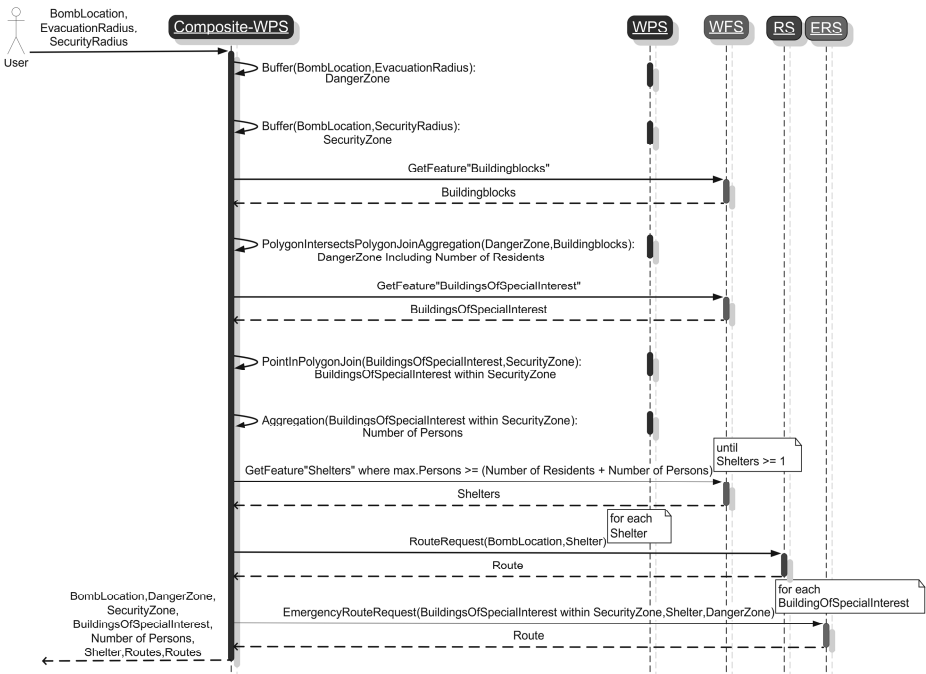 BombLocation,
EvacuationRadius,
SecurityRadius
User
Composite-WPS
WPS
WFS
RS
ERS
Buffer(BombLocation,EvacuationRadius):
DangerZone
Buffer(BombLocation,SecurityRadius):
SecurityZone
GetFeature"Buildingblocks"
Buildingblocks
PolygonIntersectsPolygonJoinAggregation(DangerZone,Buildingblocks):
DangerZone Including Number of Residents
GetFeature"BuildingsOfSpecialInterest"
BuildingsOfSpecialInterest
PointInPolygonJoin(BuildingsOfSpecialInterest,SecurityZone):
BuildingsOfSpecialInterest within SecurityZone
Aggregation(BuildingsOfSpecialInterest within SecurityZone):
Number of Persons
until
Shelters >= 1
GetFeature"Shelters" where max.Persons >= (Number of Residents + Number of Persons)
Shelters
for each
Shelter
RouteRequest(BombLocation,Shelter)
Route
for each
BuildingOfSpecialInterest
EmergencyRouteRequest(BuildingsOfSpecialInterest within SecurityZone,Shelter,DangerZone)
Route
BombLocation,DangerZone,
SecurityZone,
BuildingsOfSpecialInterest,
Number of Persons,
Shelter,Routes,Routes